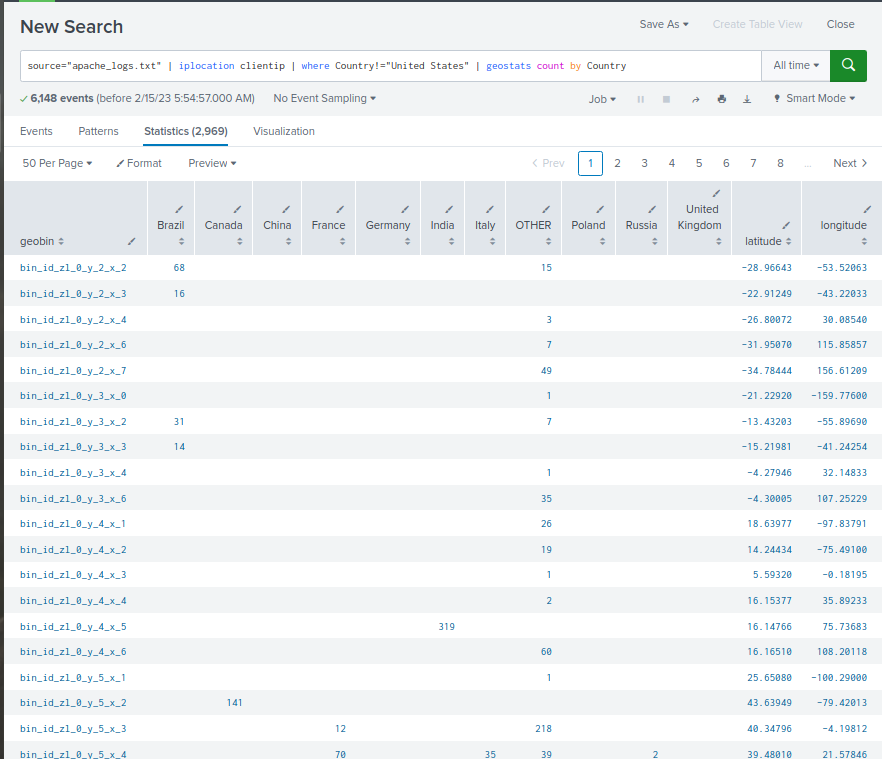 New Search
Save As ▾ Create Table View Close
source="apache_logs.txt" | iplocation clientip | where Country!="United States" | geostats count by Country
All time ▾
✓ 6,148 events (before 2/15/23 5:54:57.000 AM) No Event Sampling ▾ Job ▾ Smart Mode ▾
Events Patterns Statistics (2,969) Visualization
50 Per Page ▾ Format Preview ▾ < Prev 1 2 3 4 5 6 7 8 ... Next >
geobin Brazil Canada China France Germany India Italy OTHER Poland Russia United Kingdom latitude longitude
bin_id_zl_0_y_2_x_2 68 15 -28.96643 -53.52063
bin_id_zl_0_y_2_x_3 16 -22.91249 -43.22033
bin_id_zl_0_y_2_x_4 3 -26.80072 30.08540
bin_id_zl_0_y_2_x_6 7 -31.95070 115.85857
bin_id_zl_0_y_2_x_7 49 -34.78444 156.61209
bin_id_zl_0_y_3_x_0 1 -21.22920 -159.77600
bin_id_zl_0_y_3_x_2 31 7 -13.43203 -55.89690
bin_id_zl_0_y_3_x_3 14 -15.21981 -41.24254
bin_id_zl_0_y_3_x_4 1 -4.27946 32.14833
bin_id_zl_0_y_3_x_6 35 -4.30005 107.25229
bin_id_zl_0_y_4_x_1 26 18.63977 -97.83791
bin_id_zl_0_y_4_x_2 19 14.24434 -75.49100
bin_id_zl_0_y_4_x_3 1 5.59320 -0.18195
bin_id_zl_0_y_4_x_4 2 16.15377 35.89233
bin_id_zl_0_y_4_x_5 319 16.14766 75.73683
bin_id_zl_0_y_4_x_6 60 16.16510 108.20118
bin_id_zl_0_y_5_x_1 1 25.65080 -100.29000
bin_id_zl_0_y_5_x_2 141 43.63949 -79.42013
bin_id_zl_0_y_5_x_3 12 218 40.34796 -4.19812
bin_id_zl_0_y_5_x_4 70 35 39 2 39.48010 21.57846